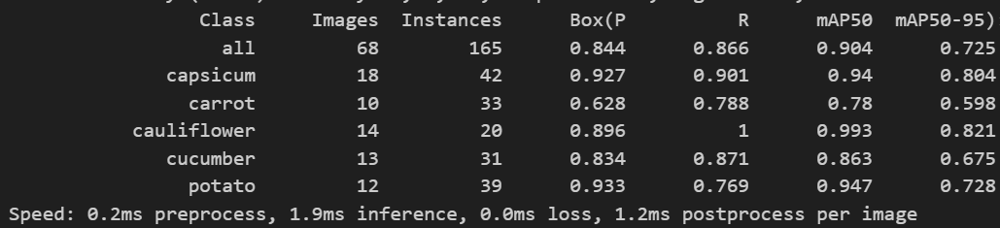 Class Images Instances Box(P R mAP50 mAP50-95)
all 68 165 0.844 0.866 0.904 0.725
capsicum 18 42 0.927 0.901 0.94 0.804
carrot 10 33 0.628 0.788 0.78 0.598
cauliflower 14 20 0.896 1 0.993 0.821
cucumber 13 31 0.834 0.871 0.863 0.675
potato 12 39 0.933 0.769 0.947 0.728
Speed: 0.2ms preprocess, 1.9ms inference, 0.0ms loss, 1.2ms postprocess per image